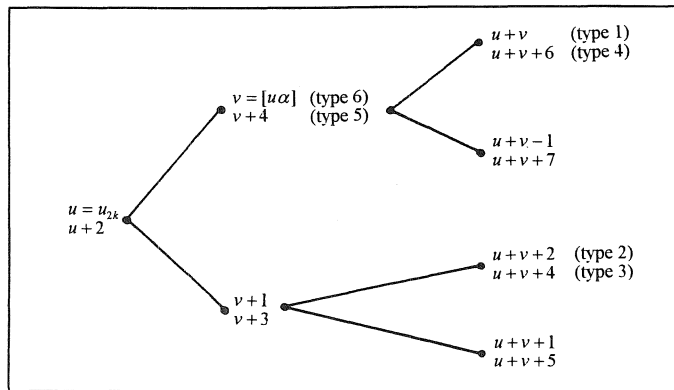 u + v (type 1)
u + v + 6 (type 4)
v = [uα] (type 6)
v + 4 (type 5)
u + v − 1
u + v + 7
u = u_{2k}
u + 2
u + v + 2 (type 2)
u + v + 4 (type 3)
v + 1
v + 3
u + v + 1
u + v + 5